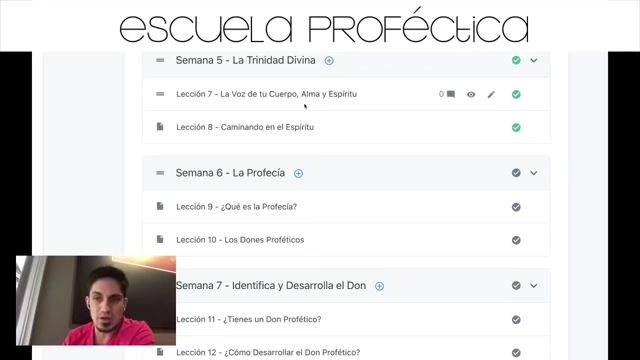 ESCUELA PROFÉCTICA
Semana 5 - La Trinidad Divina
Lección 7 - La Voz de tu Cuerpo, Alma y Espíritu
0
Lección 8 - Caminando en el Espíritu
Semana 6 - La Profecía
Lección 9 - ¿Qué es la Profecía?
Lección 10 - Los Dones Proféticos
Semana 7 - Identifica y Desarrolla el Don
Lección 11 - ¿Tienes un Don Profético?
Lección 12 - ¿Cómo Desarrollar el Don Profético?